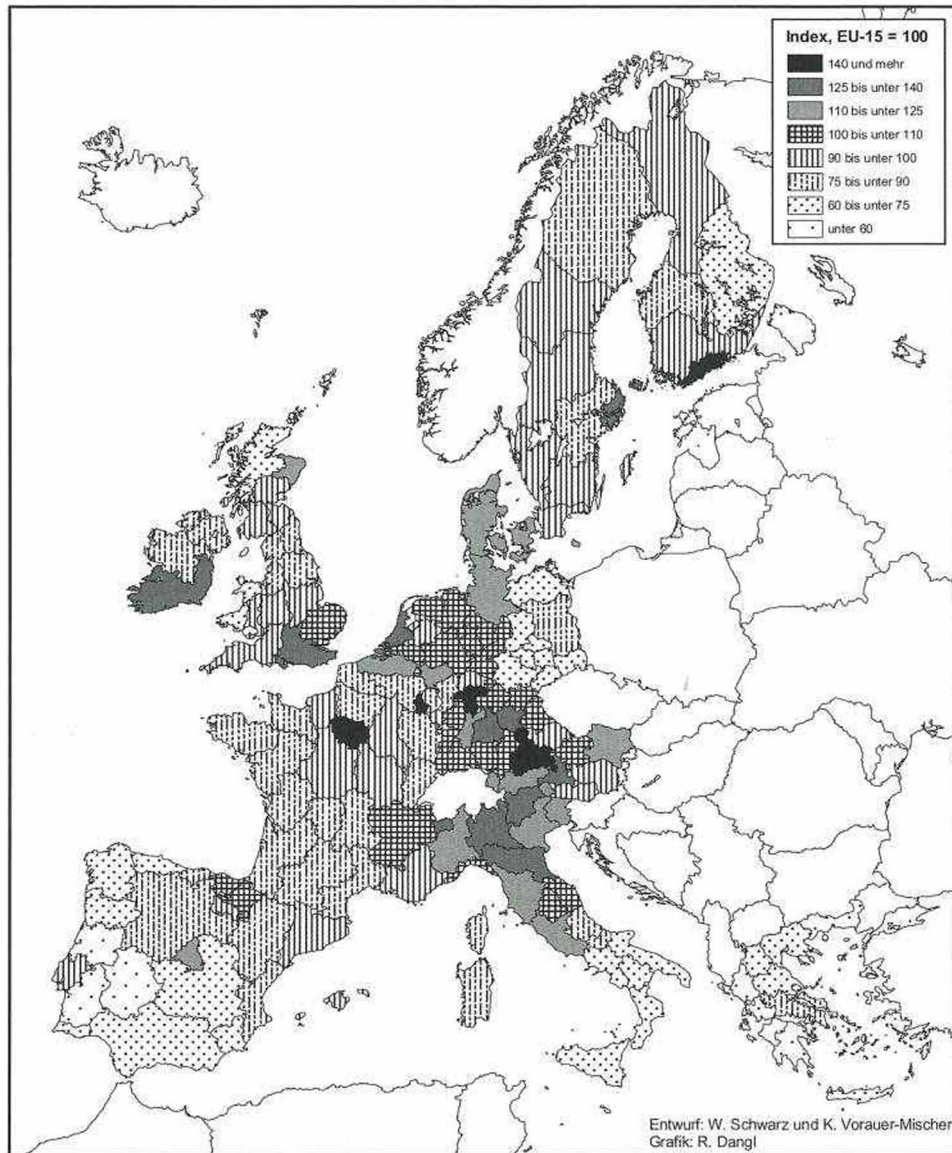 Index, EU-15 = 100
140 und mehr
125 bis unter 140
110 bis unter 125
100 bis unter 110
90 bis unter 100
75 bis unter 90
60 bis unter 75
unter 60
Entwurf: W. Schwarz und K. Vorauer-Mischer
Grafik: R. Dangl